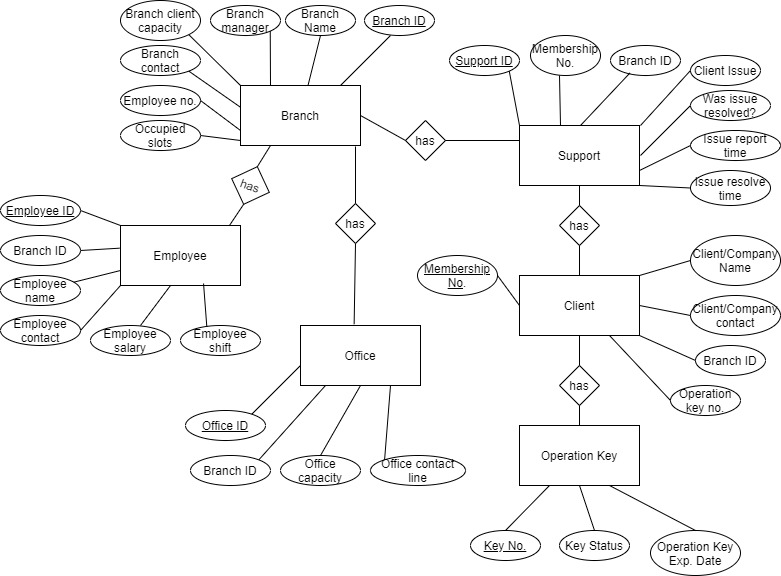 Branch client
capacity
Branch
manager
Branch
Name
Branch ID
Branch
contact
Employee no.
Occupied
slots
Branch
has
Support ID
Membership
No.
Branch ID
Client Issue
Was issue
resolved?
Issue report
time
Issue resolve
time
Support
has
has
has
Employee ID
Branch ID
Employee
name
Employee
contact
Employee
Employee
salary
Employee
shift
Membership
No.
Client
Client/Company
Name
Client/Company
contact
Branch ID
Operation
key no.
Office
Office ID
Branch ID
Office
capacity
Office contact
line
has
Operation Key
Key No.
Key Status
Operation Key
Exp. Date